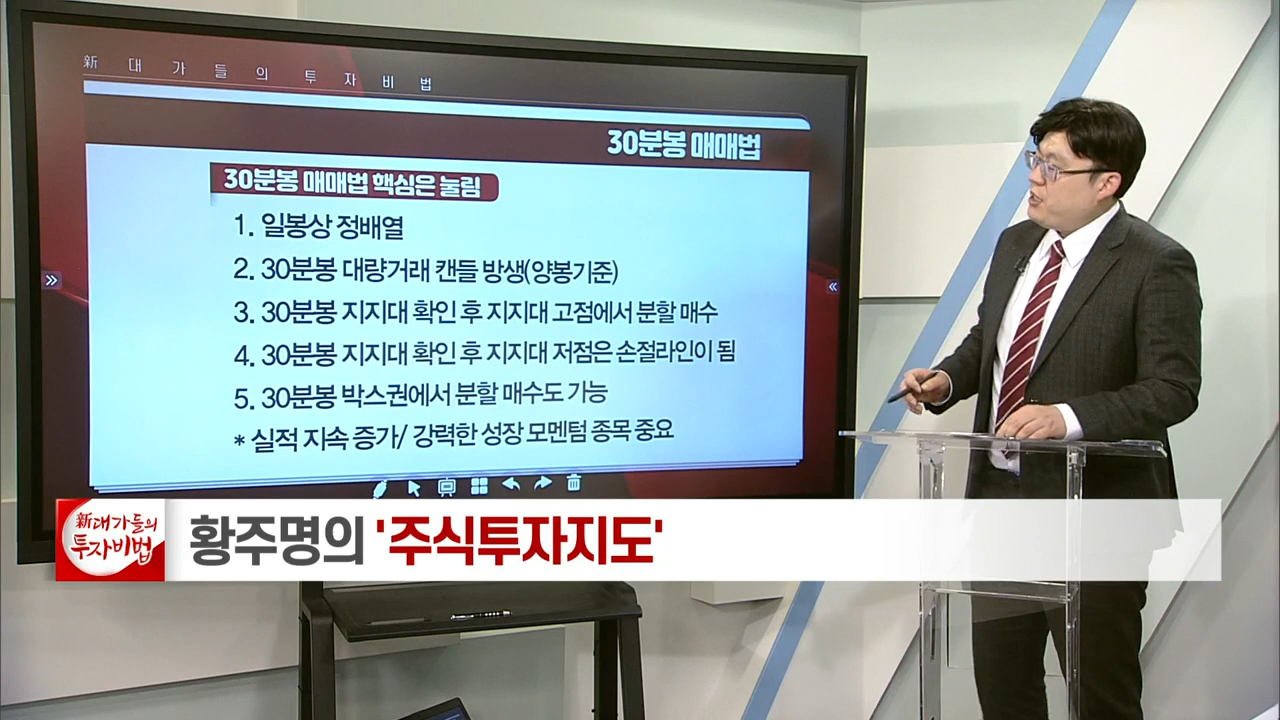 新 대 가 들 의 투 자 비 법
30분봉 매매법
30분봉 매매법 핵심은 눌림
1. 일봉상 정배열
2. 30분봉 대량거래 캔들 방생(양봉기준)
3. 30분봉 지지대 확인 후 지지대 고점에서 분할 매수
4. 30분봉 지지대 확인 후 지지대 저점은 손절라인이 됨
5. 30분봉 박스권에서 분할 매수도 가능
* 실적 지속 증가/ 강력한 성장 모멘텀 종목 중요
新대가들의
투자비법
황주명의 '주식투자지도'